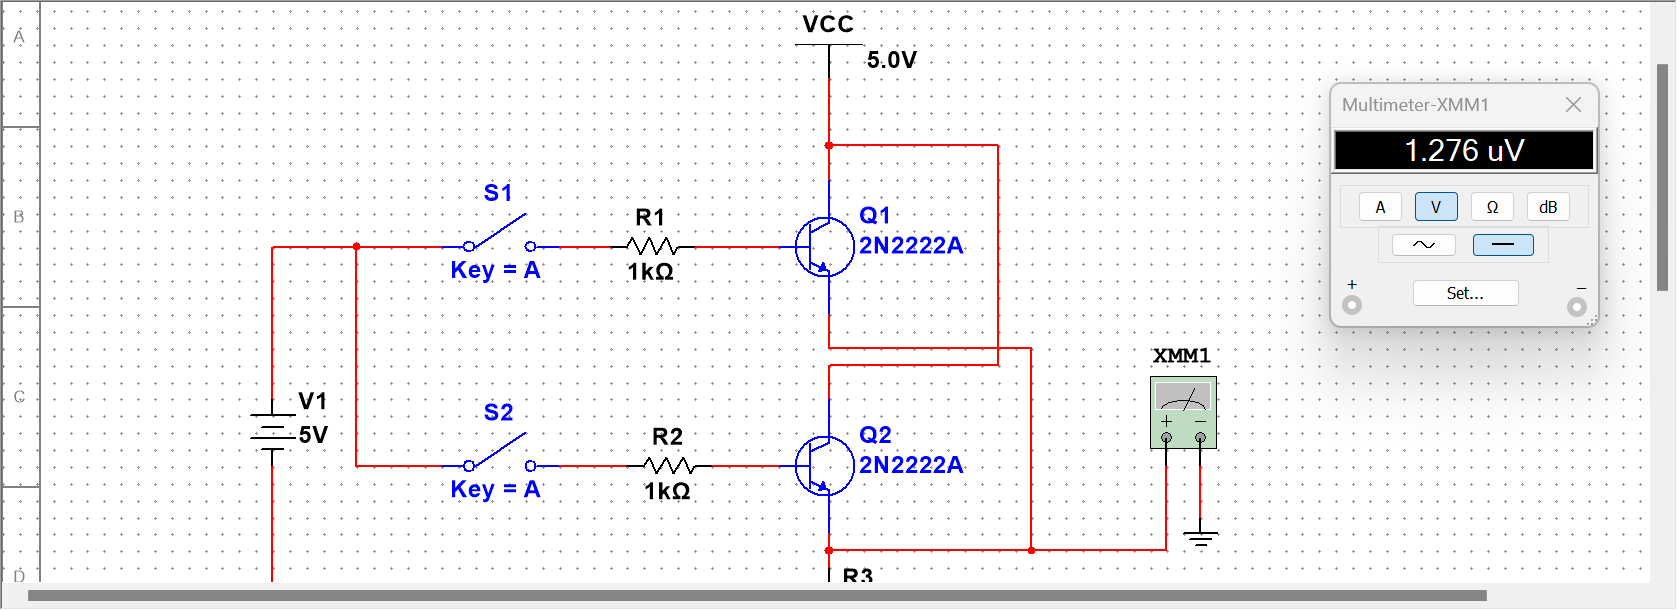 A
B
C
D
VCC
5.0V
S1
Key = A
R1
1kΩ
Q1
2N2222A
V1
5V
S2
Key = A
R2
1kΩ
Q2
2N2222A
R3
XMM1
+ −
Multimeter-XMM1
1.276 uV
A V Ω dB
+ −
Set...